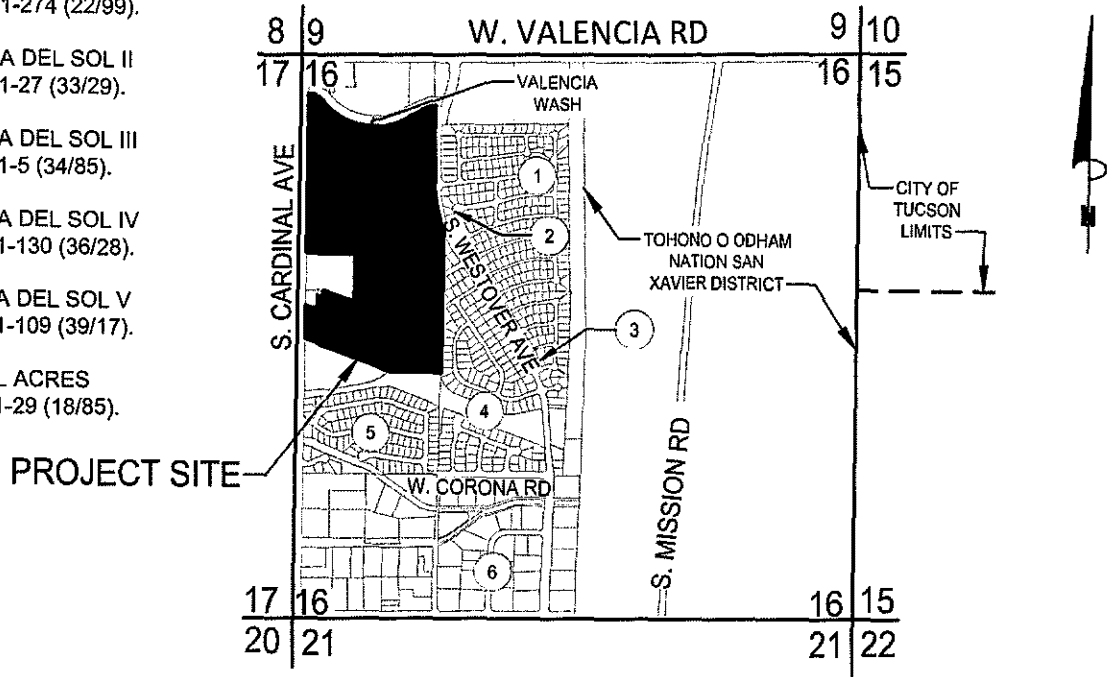 1-274 (22/99).
A DEL SOL II
1-27 (33/29).
A DEL SOL III
1-5 (34/85).
A DEL SOL IV
1-130 (36/28).
A DEL SOL V
1-109 (39/17).
L ACRES
1-29 (18/85).
PROJECT SITE
8 9
W. VALENCIA RD
9 10
17 16
16 15
VALENCIA
WASH
S. CARDINAL AVE
1
2
S. WESTOVER AVE
3
4
5
6
TOHONO O ODHAM
NATION SAN
XAVIER DISTRICT
CITY OF
TUCSON
LIMITS
W. CORONA RD
S. MISSION RD
17 16
20 21
16 15
21 22
N